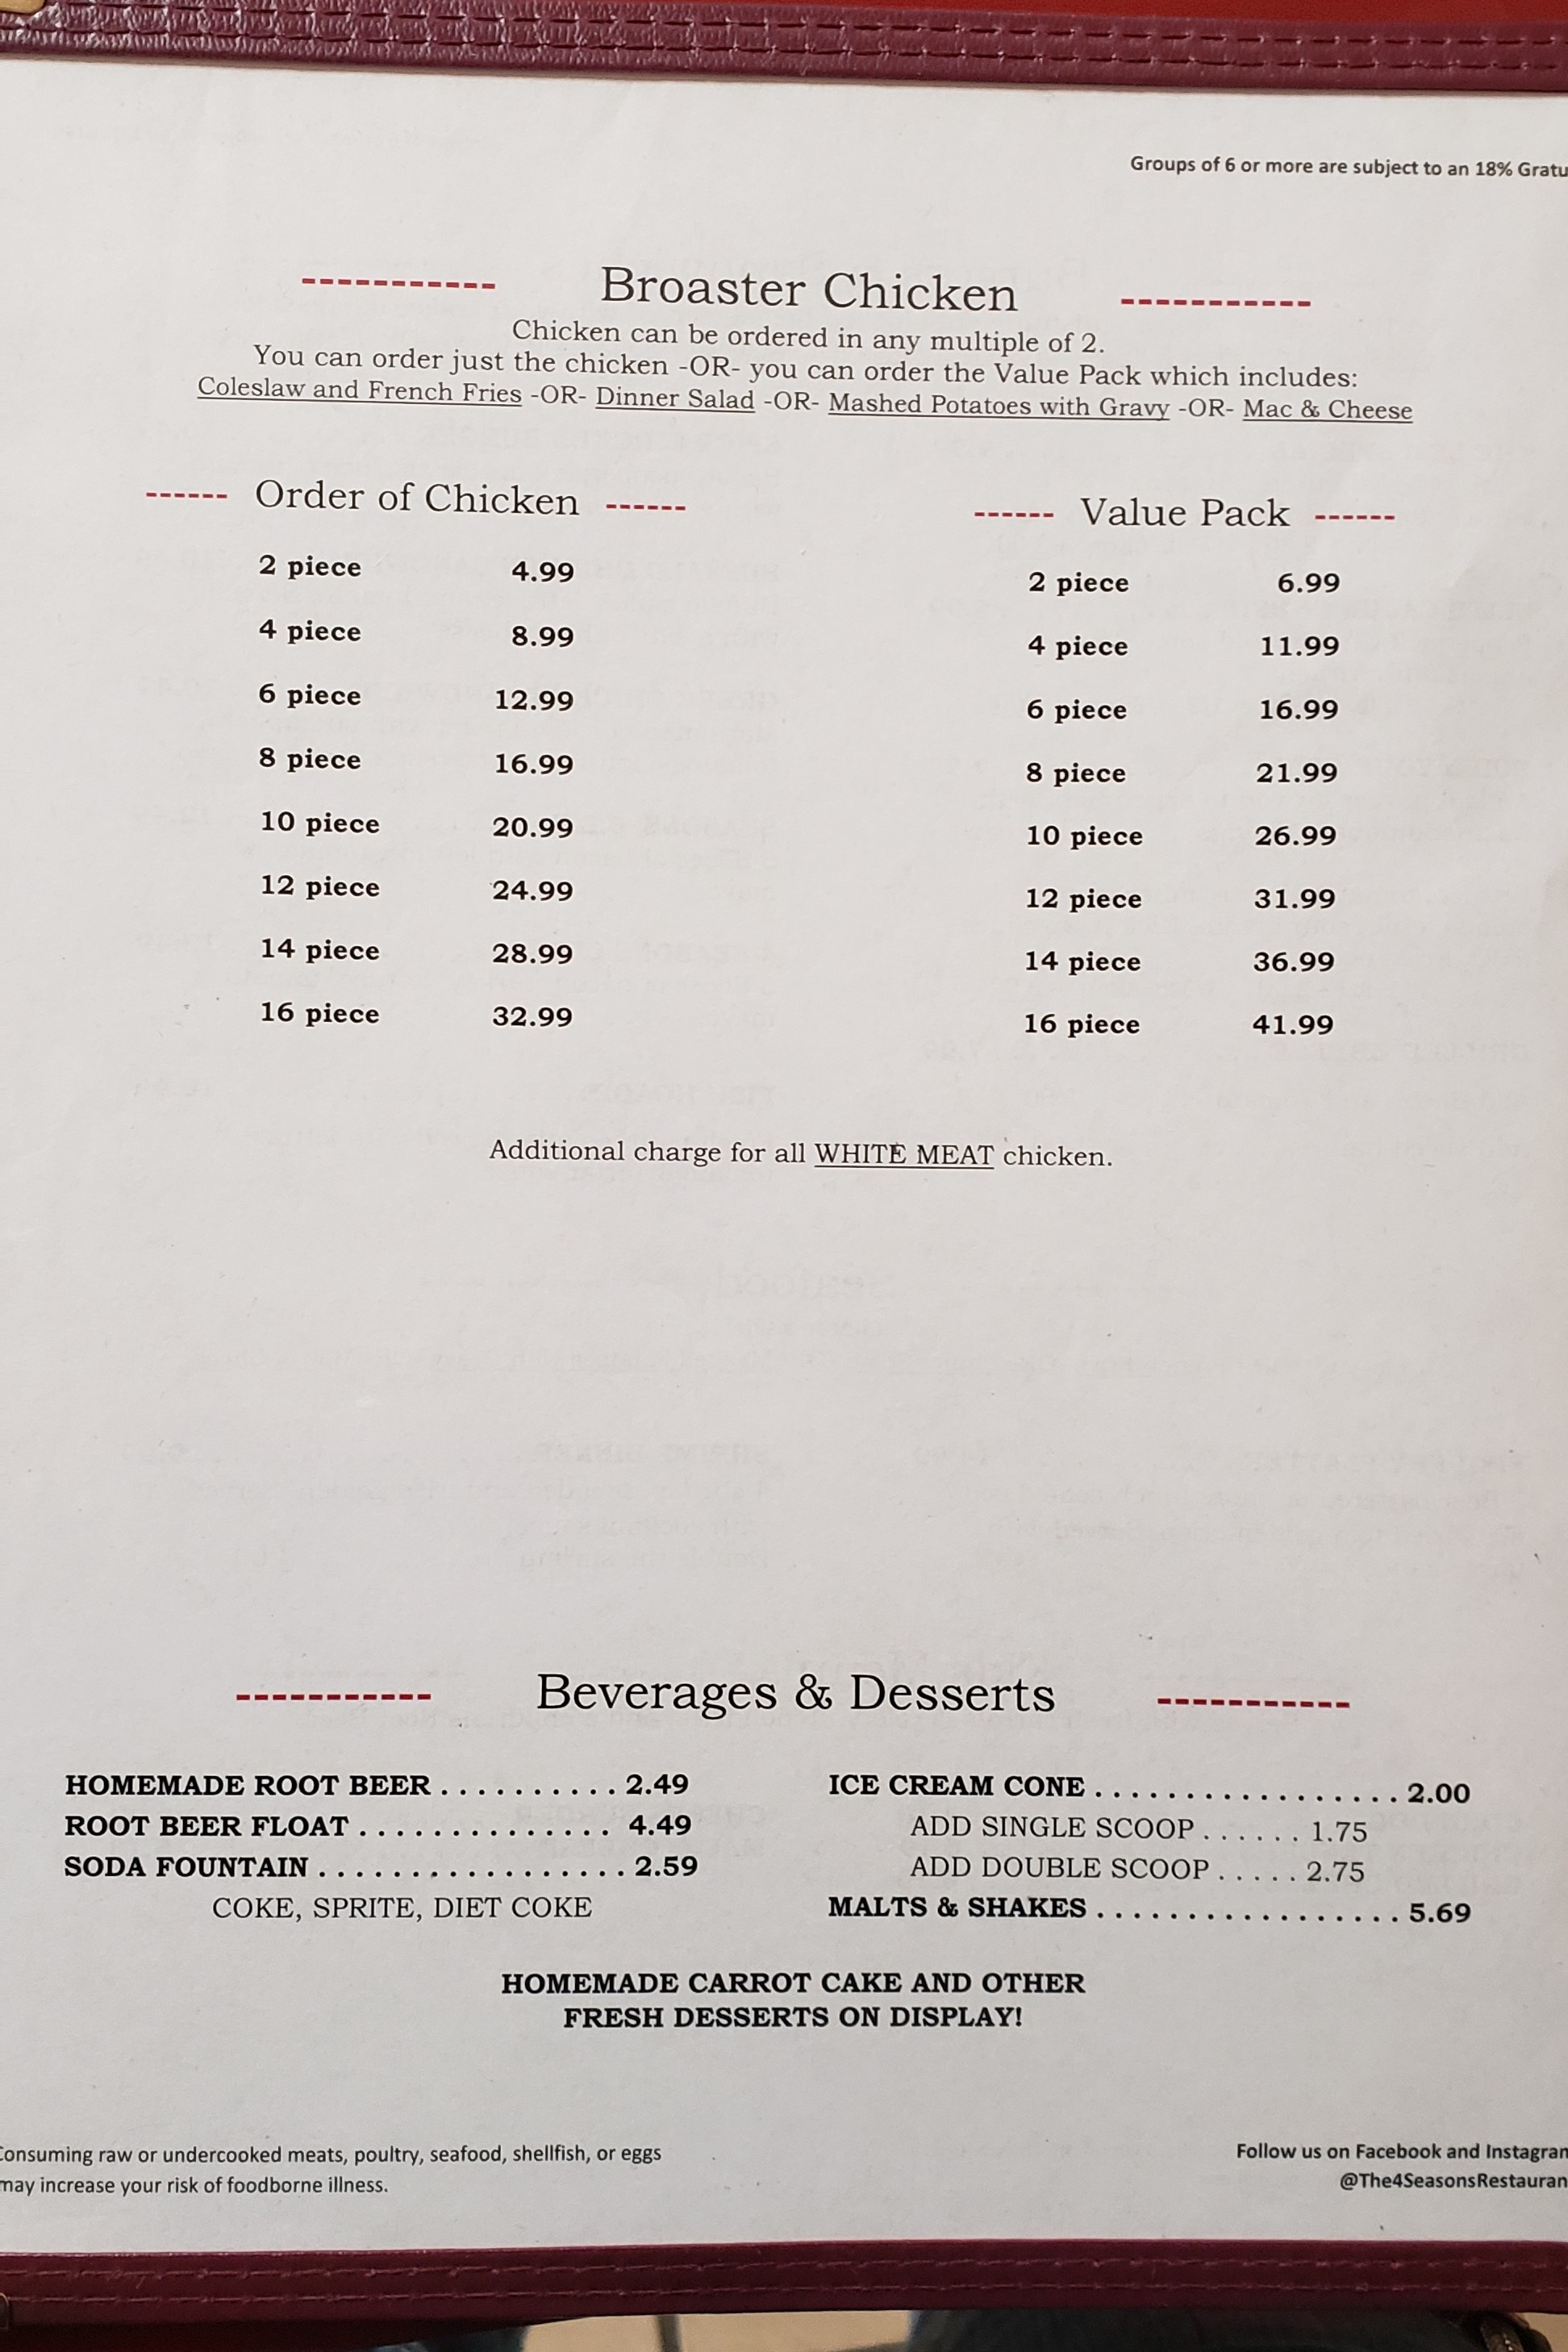 Groups of 6 or more are subject to an 18% Gratu
----------- Broaster Chicken -----------
Chicken can be ordered in any multiple of 2.
You can order just the chicken -OR- you can order the Value Pack which includes:
Coleslaw and French Fries -OR- Dinner Salad -OR- Mashed Potatoes with Gravy -OR- Mac & Cheese
------ Order of Chicken ------
2 piece 4.99
4 piece 8.99
6 piece 12.99
8 piece 16.99
10 piece 20.99
12 piece 24.99
14 piece 28.99
16 piece 32.99
------ Value Pack ------
2 piece 6.99
4 piece 11.99
6 piece 16.99
8 piece 21.99
10 piece 26.99
12 piece 31.99
14 piece 36.99
16 piece 41.99
Additional charge for all WHITE MEAT chicken.
----------- Beverages & Desserts -----------
HOMEMADE ROOT BEER . . . . . . . . . . 2.49
ROOT BEER FLOAT . . . . . . . . . . . . . . 4.49
SODA FOUNTAIN . . . . . . . . . . . . . . . . . 2.59
COKE, SPRITE, DIET COKE
ICE CREAM CONE . . . . . . . . . . . . . . . . . 2.00
ADD SINGLE SCOOP . . . . . . 1.75
ADD DOUBLE SCOOP . . . . . 2.75
MALTS & SHAKES . . . . . . . . . . . . . . . . . 5.69
HOMEMADE CARROT CAKE AND OTHER
FRESH DESSERTS ON DISPLAY!
Consuming raw or undercooked meats, poultry, seafood, shellfish, or eggs
may increase your risk of foodborne illness.
Follow us on Facebook and Instagram
@The4SeasonsRestauran